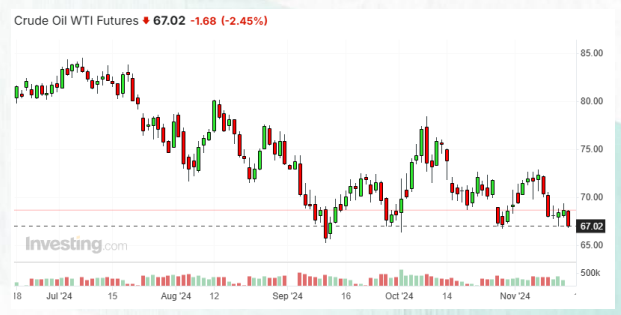 Crude Oil WTI Futures 67.02 -1.68 (-2.45%)
85.00
80.00
75.00
70.00
67.02
65.00
Investing.com
500k
18 Jul '24 15 Aug '24 12 Sep '24 16 Oct '24 14 Nov '24